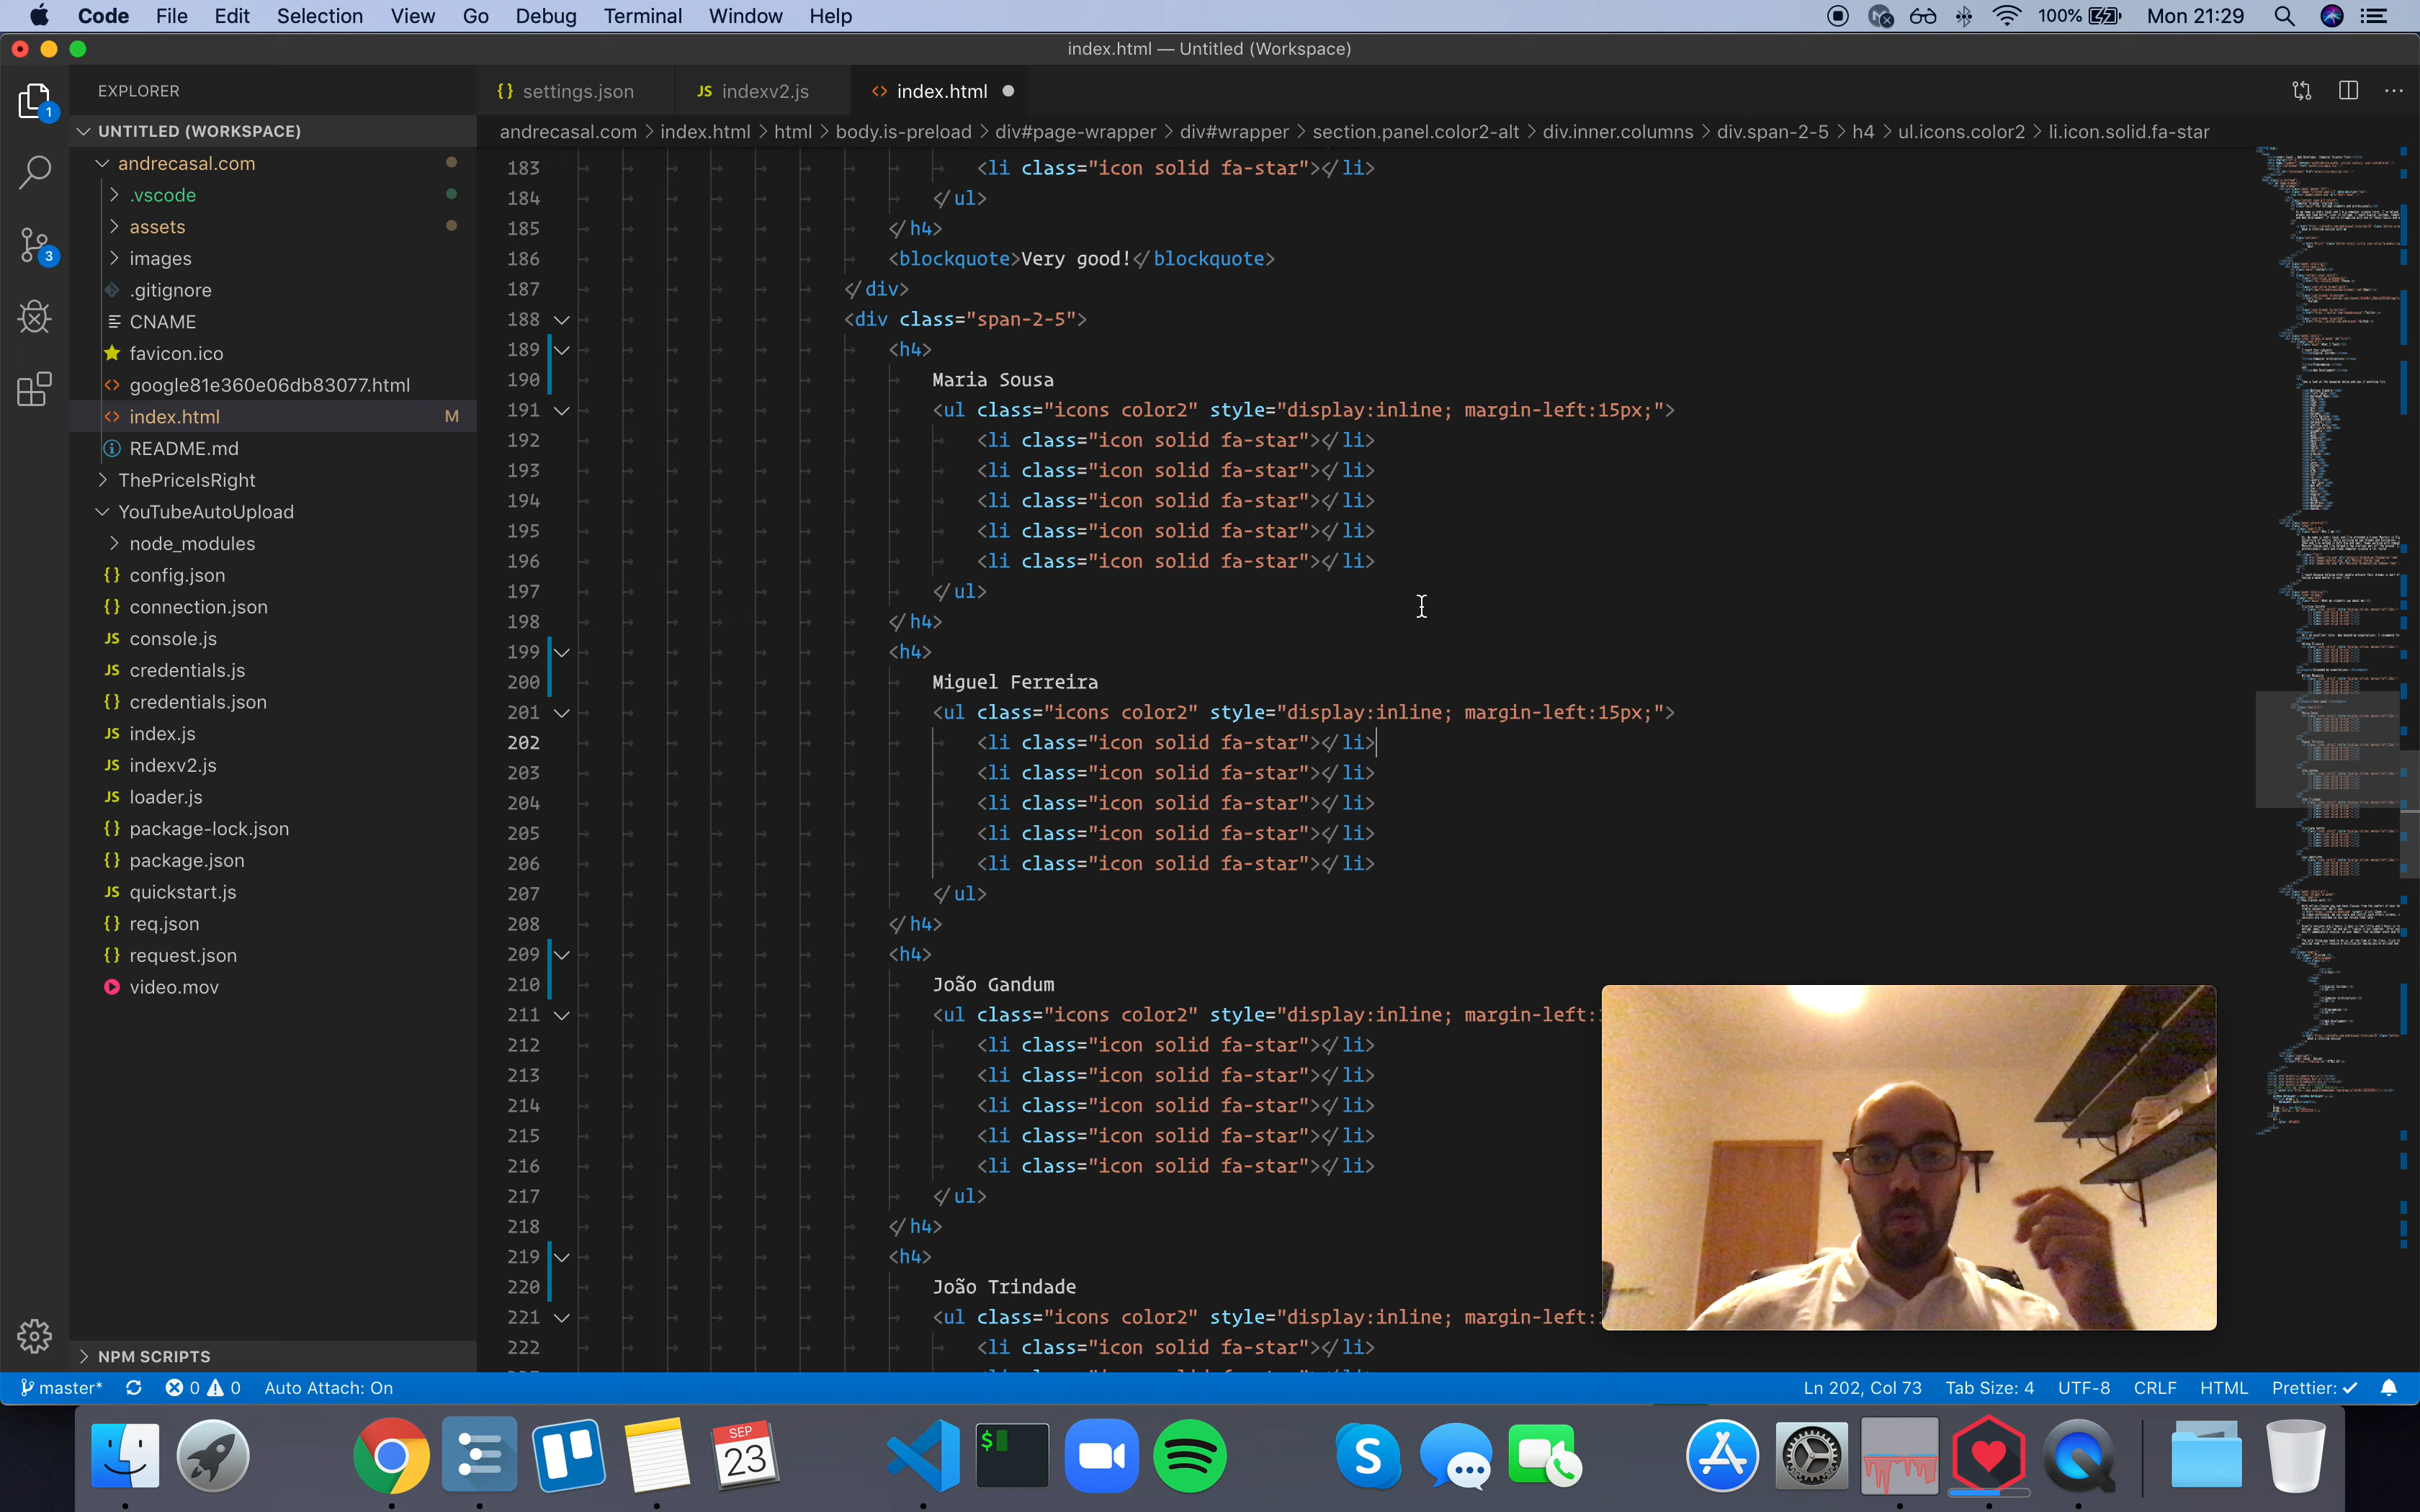 Code File Edit Selection View Go Debug Terminal Window Help 100% Mon 21:29
index.html — Untitled (Workspace)
EXPLORER
{} settings.json JS indexv2.js <> index.html
UNTITLED (WORKSPACE)
andrecasal.com > index.html > html > body.is-preload > div#page-wrapper > div#wrapper > section.panel.color2-alt > div.inner.columns > div.span-2-5 > h4 > ul.icons.color2 > li.icon.solid.fa-star
1
3
andrecasal.com
.vscode
assets
images
.gitignore
CNAME
favicon.ico
<> google81e360e06db83077.html
<> index.html M
README.md
ThePriceIsRight
YouTubeAutoUpload
node_modules
{} config.json
{} connection.json
JS console.js
JS credentials.js
{} credentials.json
JS index.js
JS indexv2.js
JS loader.js
{} package-lock.json
{} package.json
JS quickstart.js
{} req.json
{} request.json
video.mov
NPM SCRIPTS
183 <li class="icon solid fa-star"></li>
184 </ul>
185 </h4>
186 <blockquote>Very good!</blockquote>
187 </div>
188 <div class="span-2-5">
189 <h4>
190 Maria Sousa
191 <ul class="icons color2" style="display:inline; margin-left:15px;">
192 <li class="icon solid fa-star"></li>
193 <li class="icon solid fa-star"></li>
194 <li class="icon solid fa-star"></li>
195 <li class="icon solid fa-star"></li>
196 <li class="icon solid fa-star"></li>
197 </ul>
198 </h4>
199 <h4>
200 Miguel Ferreira
201 <ul class="icons color2" style="display:inline; margin-left:15px;">
202 <li class="icon solid fa-star"></li>
203 <li class="icon solid fa-star"></li>
204 <li class="icon solid fa-star"></li>
205 <li class="icon solid fa-star"></li>
206 <li class="icon solid fa-star"></li>
207 </ul>
208 </h4>
209 <h4>
210 João Gandum
211 <ul class="icons color2" style="display:inline; margin-left:
212 <li class="icon solid fa-star"></li>
213 <li class="icon solid fa-star"></li>
214 <li class="icon solid fa-star"></li>
215 <li class="icon solid fa-star"></li>
216 <li class="icon solid fa-star"></li>
217 </ul>
218 </h4>
219 <h4>
220 João Trindade
221 <ul class="icons color2" style="display:inline; margin-left:
222 <li class="icon solid fa-star"></li>
master* 0 0 Auto Attach: On Ln 202, Col 73 Tab Size: 4 UTF-8 CRLF HTML Prettier: ✓
SEP
23
$
S